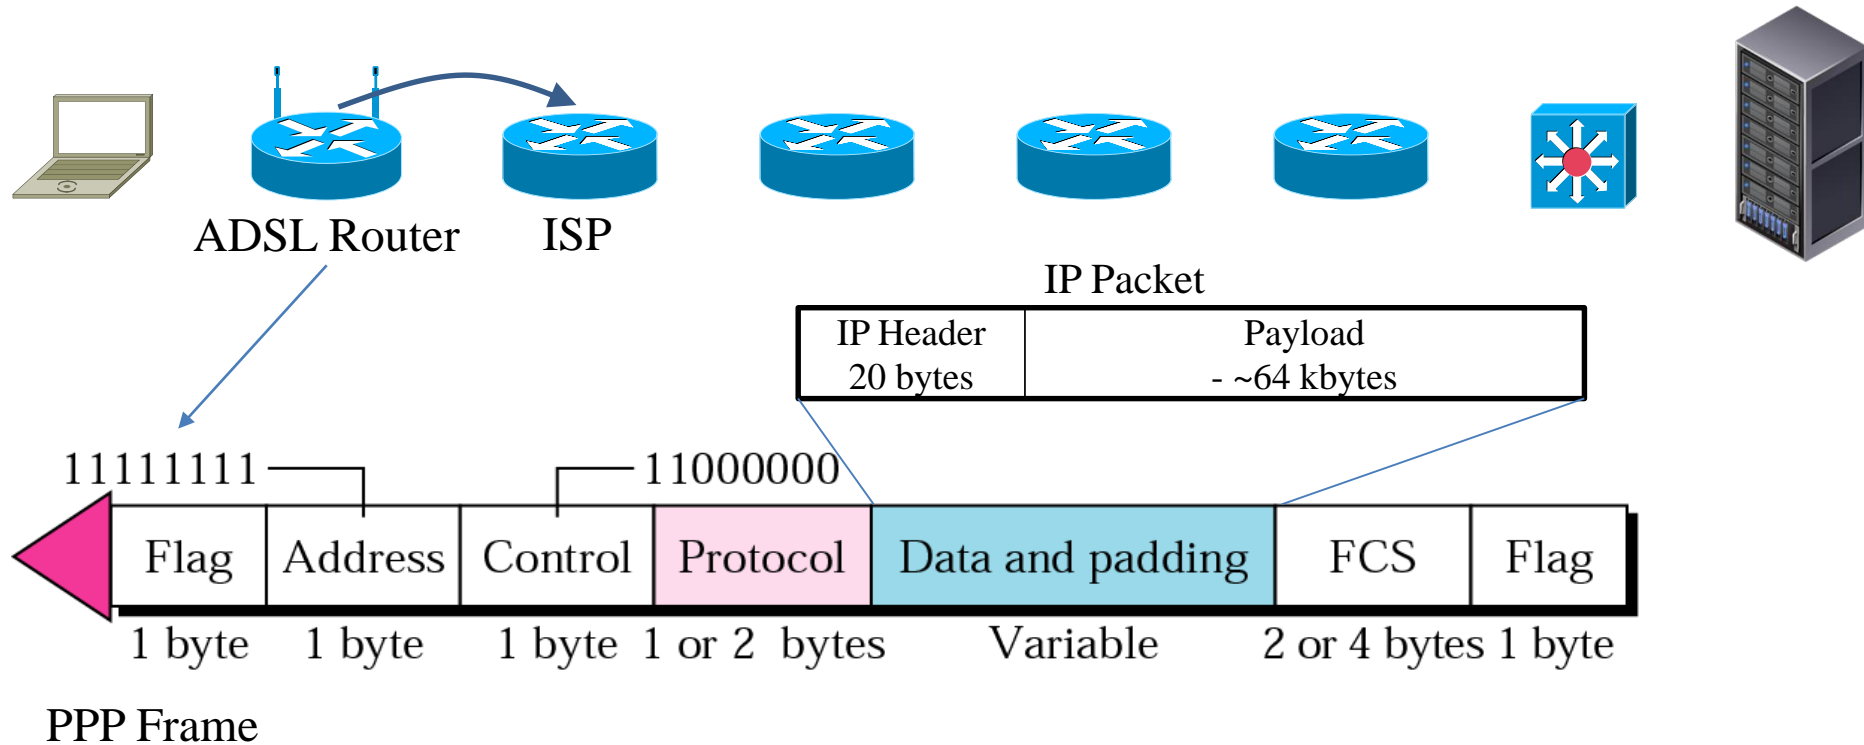 ADSL Router
ISP
IP Packet
IP Header
20 bytes
Payload
- ~64 kbytes
11111111
11000000
Flag
Address
Control
Protocol
Data and padding
FCS
Flag
1 byte
1 byte
1 byte
1 or 2 bytes
Variable
2 or 4 bytes
1 byte
PPP Frame